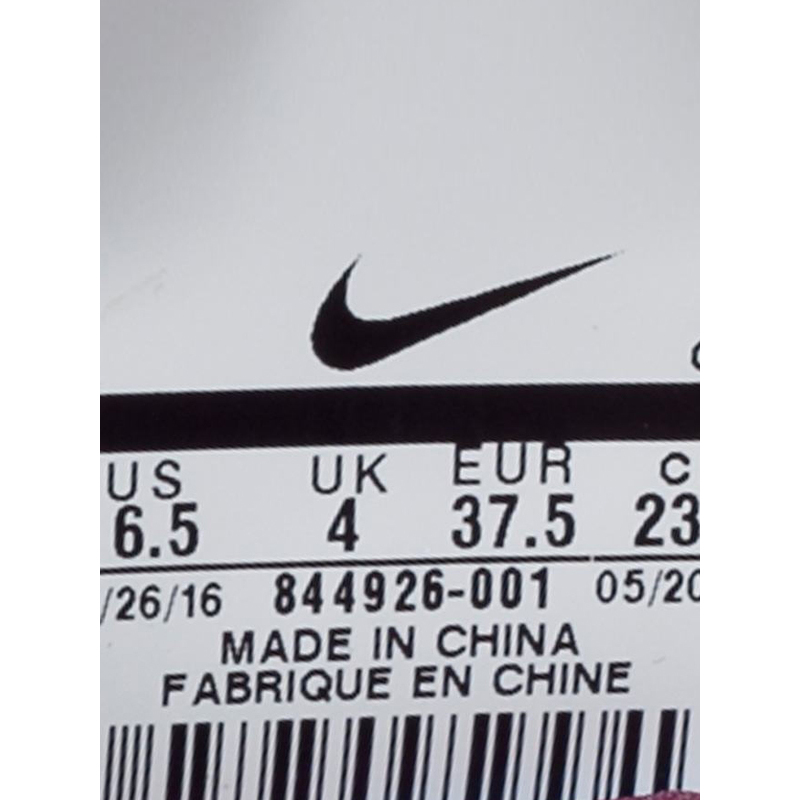 US UK EUR C
6.5 4 37.5 23
/26/16 844926-001 05/20
MADE IN CHINA
FABRIQUE EN CHINE